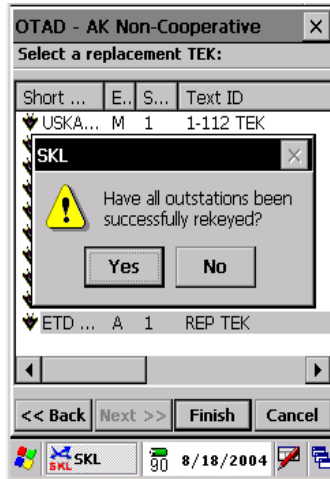 OTAD - AK Non-Cooperative
Select a replacement TEK:
Short ... E.. S... Text ID
USKA... M 1 1-112 TEK
SKL
Have all outstations been
successfully rekeyed?
Yes No
ETD ... A 1 REP TEK
<< Back Next >> Finish Cancel
SKL 90 8/18/2004